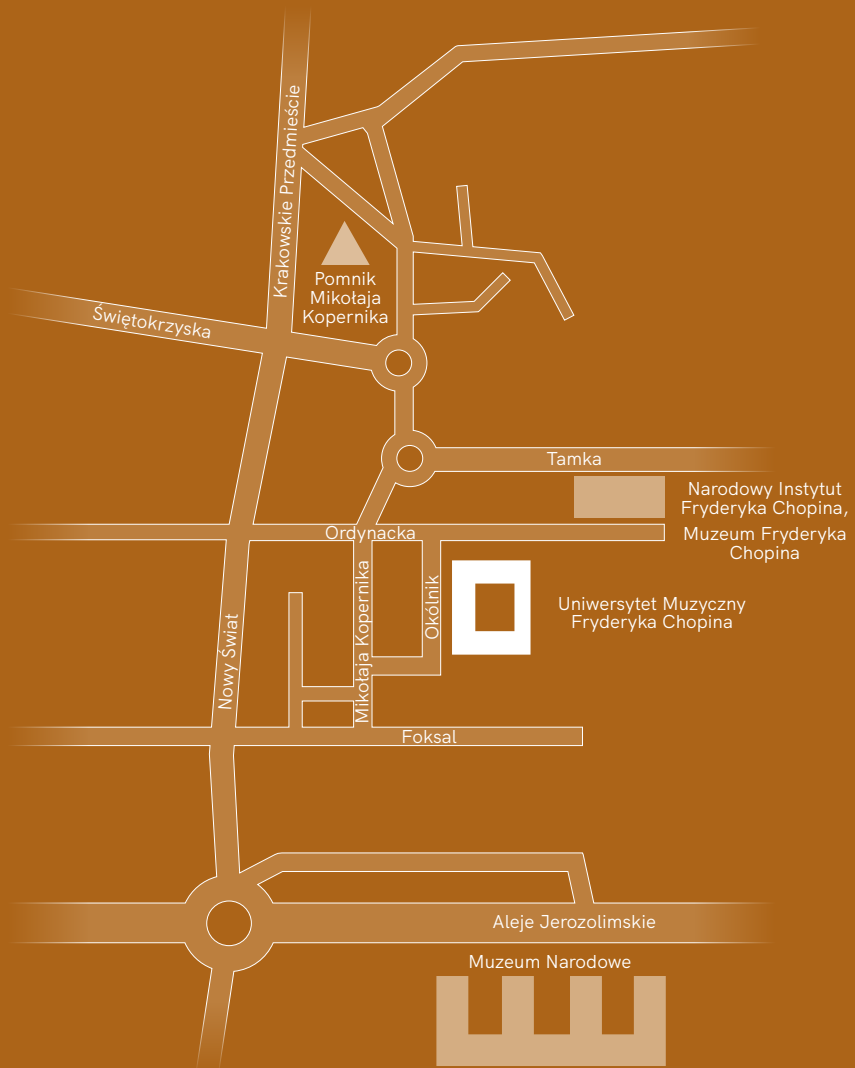 Krakowskie Przedmieście
Pomnik
Mikołaja
Kopernika
Świętokrzyska
Tamka
Narodowy Instytut
Fryderyka Chopina,
Muzeum Fryderyka
Chopina
Ordynacka
Mikołaja Kopernika
Okólnik
Uniwersytet Muzyczny
Fryderyka Chopina
Nowy Świat
Foksal
Aleje Jerozolimskie
Muzeum Narodowe